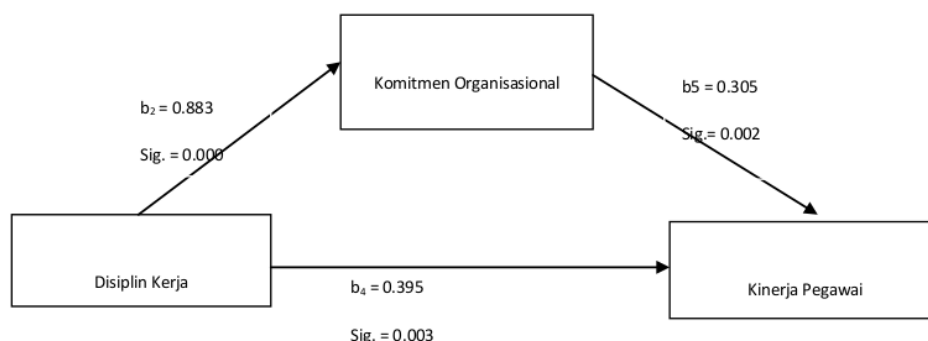 Komitmen Organisasional
b₂ = 0.883
Sig. = 0.000
b5 = 0.305
Sig.= 0.002
Disiplin Kerja
b₄ = 0.395
Sig. = 0.003
Kinerja Pegawai